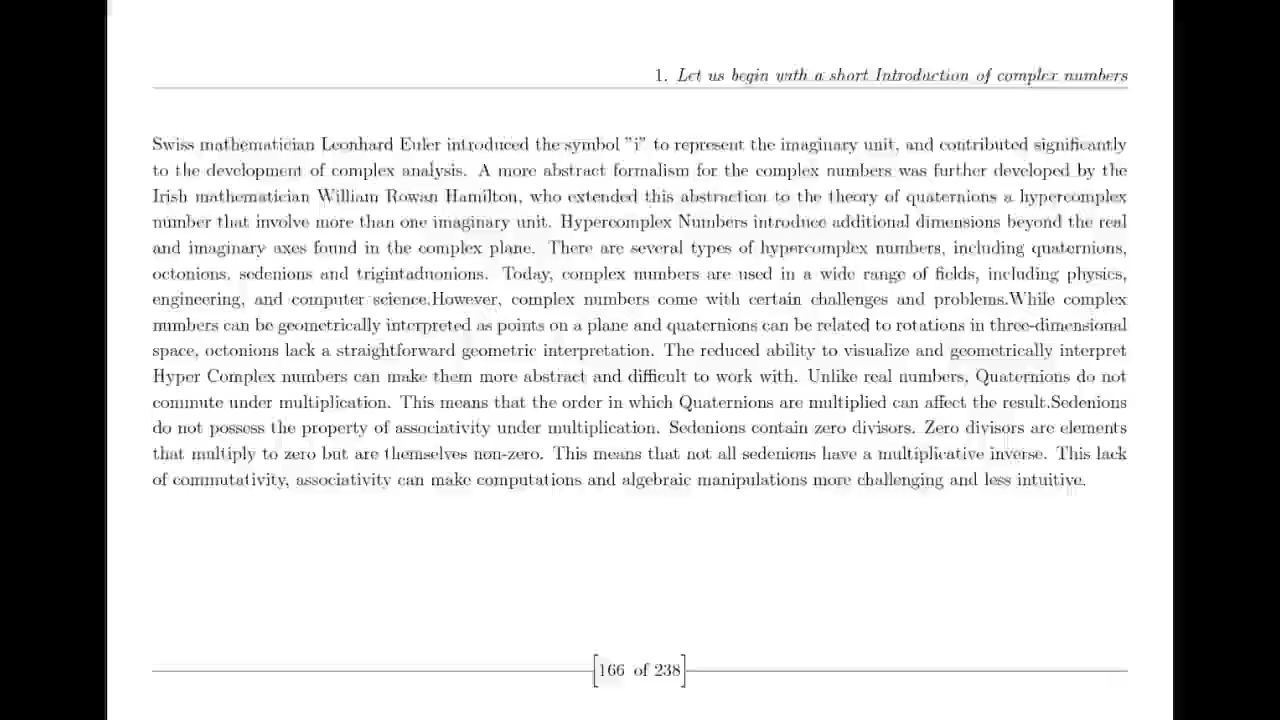 1. Let us begin with a short Introduction of complex numbers
Swiss mathematician Leonhard Euler introduced the symbol "i" to represent the imaginary unit, and contributed significantly
to the development of complex analysis. A more abstract formalism for the complex numbers was further developed by the
Irish mathematician William Rowan Hamilton, who extended this abstraction to the theory of quaternions a hypercomplex
number that involve more than one imaginary unit. Hypercomplex Numbers introduce additional dimensions beyond the real
and imaginary axes found in the complex plane. There are several types of hypercomplex numbers, including quaternions,
octonions, sedenions and trigintaduonions. Today, complex numbers are used in a wide range of fields, including physics,
engineering, and computer science.However, complex numbers come with certain challenges and problems.While complex
numbers can be geometrically interpreted as points on a plane and quaternions can be related to rotations in three-dimensional
space, octonions lack a straightforward geometric interpretation. The reduced ability to visualize and geometrically interpret
Hyper Complex numbers can make them more abstract and difficult to work with. Unlike real numbers, Quaternions do not
commute under multiplication. This means that the order in which Quaternions are multiplied can affect the result.Sedenions
do not possess the property of associativity under multiplication. Sedenions contain zero divisors. Zero divisors are elements
that multiply to zero but are themselves non-zero. This means that not all sedenions have a multiplicative inverse. This lack
of commutativity, associativity can make computations and algebraic manipulations more challenging and less intuitive.
166 of 238